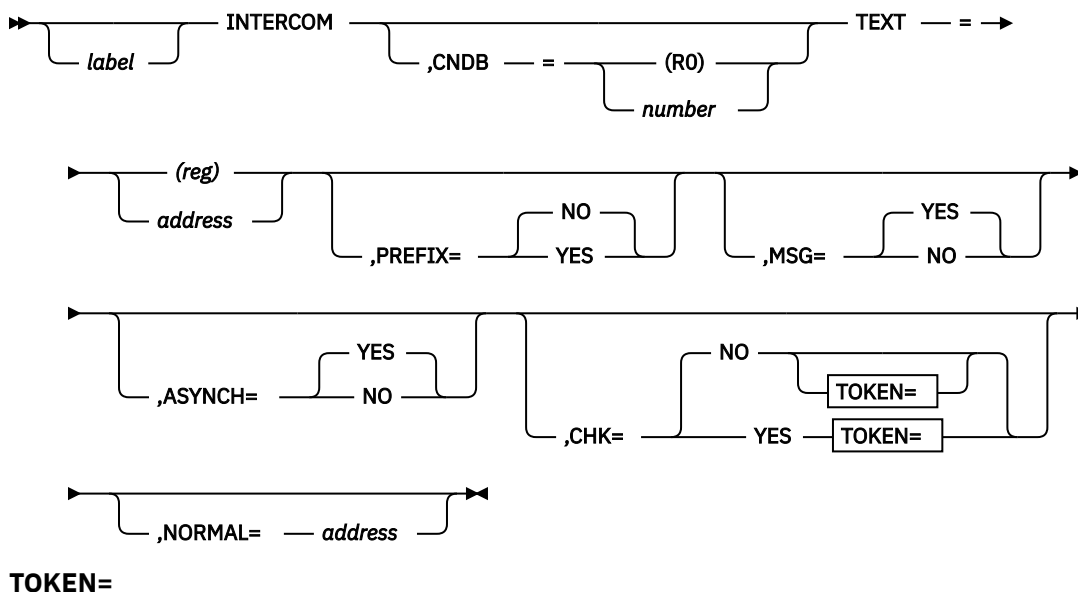 INTERCOM TEXT =
label ,CNDB = (R0)
number
(reg)
address NO YES
,PREFIX= YES ,MSG= NO
YES NO TOKEN=
,ASYNCH= NO
,CHK= YES TOKEN=
,NORMAL= address
TOKEN=